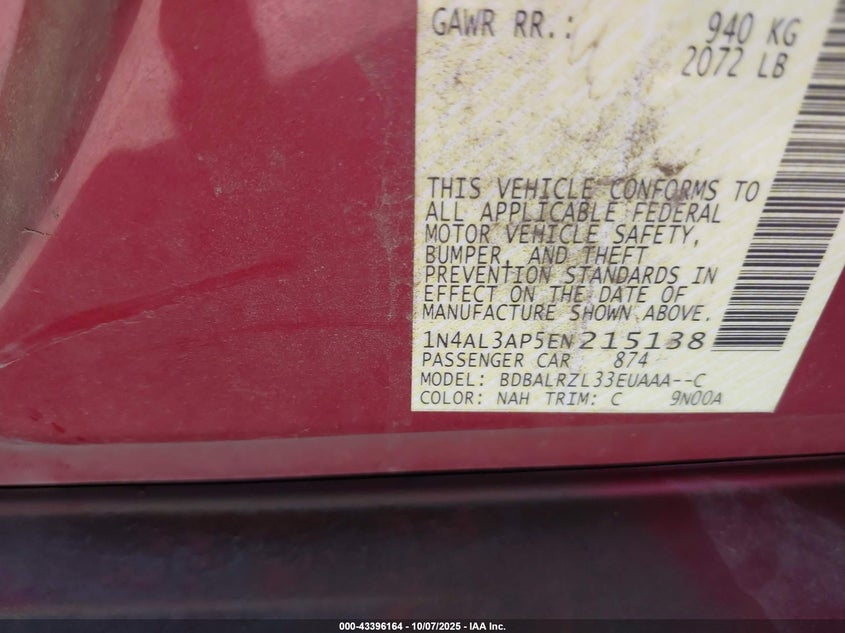 GAWR RR.: 940 KG
2072 LB
THIS VEHICLE CONFORMS TO
ALL APPLICABLE FEDERAL
MOTOR VEHICLE SAFETY,
BUMPER, AND THEFT
PREVENTION STANDARDS IN
EFFECT ON THE DATE OF
MANUFACTURE SHOWN ABOVE.
1N4AL3AP5EN215138
PASSENGER CAR 874
MODEL: BDBALRZL33EUAAA--C
COLOR: NAH TRIM: C 9N00A
000-43396164 - 10/07/2025 - IAA Inc.